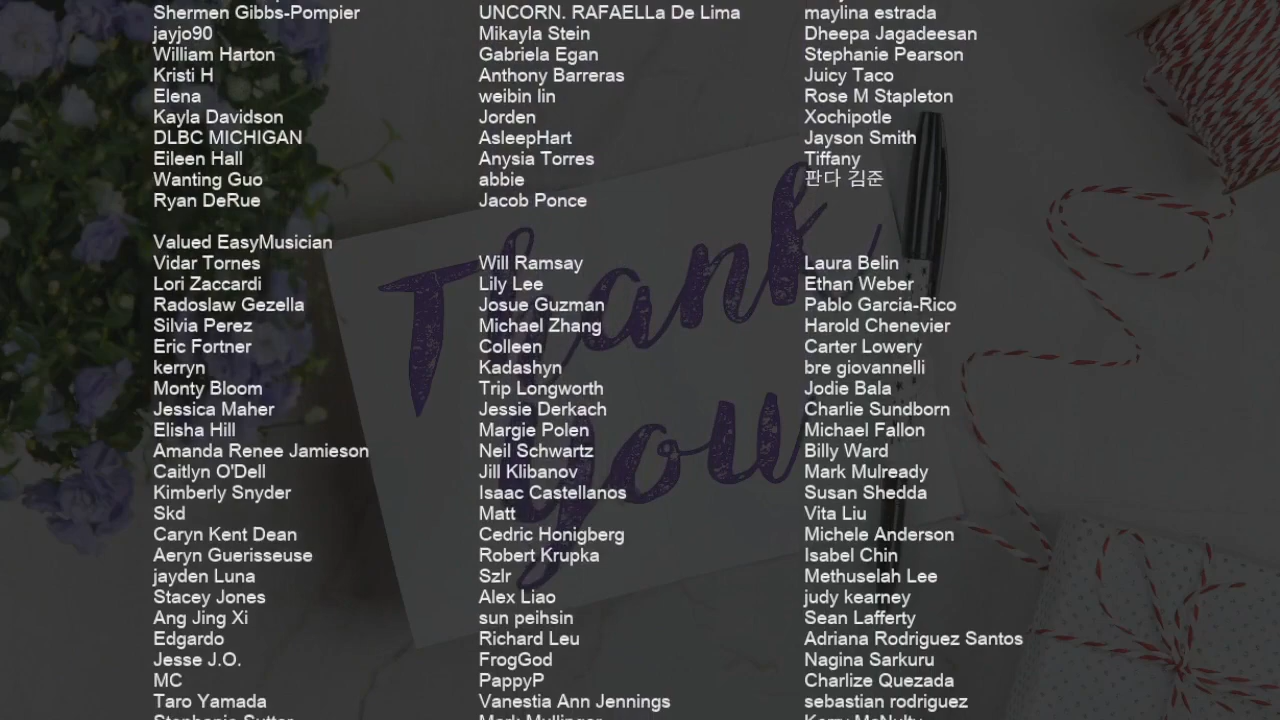 Shermen Gibbs-Pompier
UNCORN. RAFAELLa De Lima
maylina estrada
jayjo90
Mikayla Stein
Dheepa Jagadeesan
William Harton
Gabriela Egan
Stephanie Pearson
Kristi H
Anthony Barreras
Juicy Taco
Elena
weibin lin
Rose M Stapleton
Kayla Davidson
Jorden
Xochipotle
DLBC MICHIGAN
AsleepHart
Jayson Smith
Eileen Hall
Anysia Torres
Tiffany
Wanting Guo
abbie
판다 김준
Ryan DeRue
Jacob Ponce
Valued EasyMusician
Vidar Tornes
Will Ramsay
Laura Belin
Lori Zaccardi
Lily Lee
Ethan Weber
Radoslaw Gezella
Josue Guzman
Pablo Garcia-Rico
Silvia Perez
Michael Zhang
Harold Chenevier
Eric Fortner
Colleen
Carter Lowery
kerryn
Kadashyn
bre giovannelli
Monty Bloom
Trip Longworth
Jodie Bala
Jessica Maher
Jessie Derkach
Charlie Sundborn
Elisha Hill
Margie Polen
Michael Fallon
Amanda Renee Jamieson
Neil Schwartz
Billy Ward
Caitlyn O'Dell
Jill Klibanov
Mark Mulready
Kimberly Snyder
Isaac Castellanos
Susan Shedda
Skd
Matt
Vita Liu
Caryn Kent Dean
Cedric Honigberg
Michele Anderson
Aeryn Guerisseuse
Robert Krupka
Isabel Chin
jayden Luna
Szlr
Methuselah Lee
Stacey Jones
Alex Liao
judy kearney
Ang Jing Xi
sun peihsin
Sean Lafferty
Edgardo
Richard Leu
Adriana Rodriguez Santos
Jesse J.O.
FrogGod
Nagina Sarkuru
MC
PappyP
Charlize Quezada
Taro Yamada
Vanestia Ann Jennings
sebastian rodriguez
Thank
you